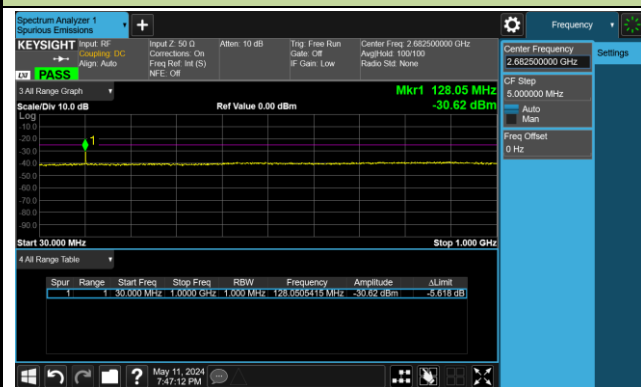 Spectrum Analyzer 1
Spurious Emissions
Frequency
KEYSIGHT
Input: RF
Coupling: DC
Align: Auto
Input Z: 50 Ω
Corrections: On
Freq Ref: Int (S)
NFE: Off
Atten: 10 dB
Trig: Free Run
Gate: Off
IF Gain: Low
Center Freq: 2.682500000 GHz
Avg|Hold: 100/100
Radio Std: None
LXI
PASS
Center Frequency
2.682500000 GHz
Settings
CF Step
5.000000 MHz
Auto
Man
Freq Offset
0 Hz
3 All Range Graph
Mkr1 128.05 MHz
Scale/Div 10.0 dB
Ref Value 0.00 dBm
-30.62 dBm
Log
-10.0
1
-20.0
-30.0
-40.0
-50.0
-60.0
-70.0
-80.0
-90.0
Start 30.000 MHz
Stop 1.000 GHz
4 All Range Table
Spur Range Start Freq Stop Freq RBW Frequency Amplitude ΔLimit
1 1 30.000 MHz 1.0000 GHz 1.000 MHz 128.0505415 MHz -30.62 dBm -5.618 dB
?
May 11, 2024
7:47:12 PM